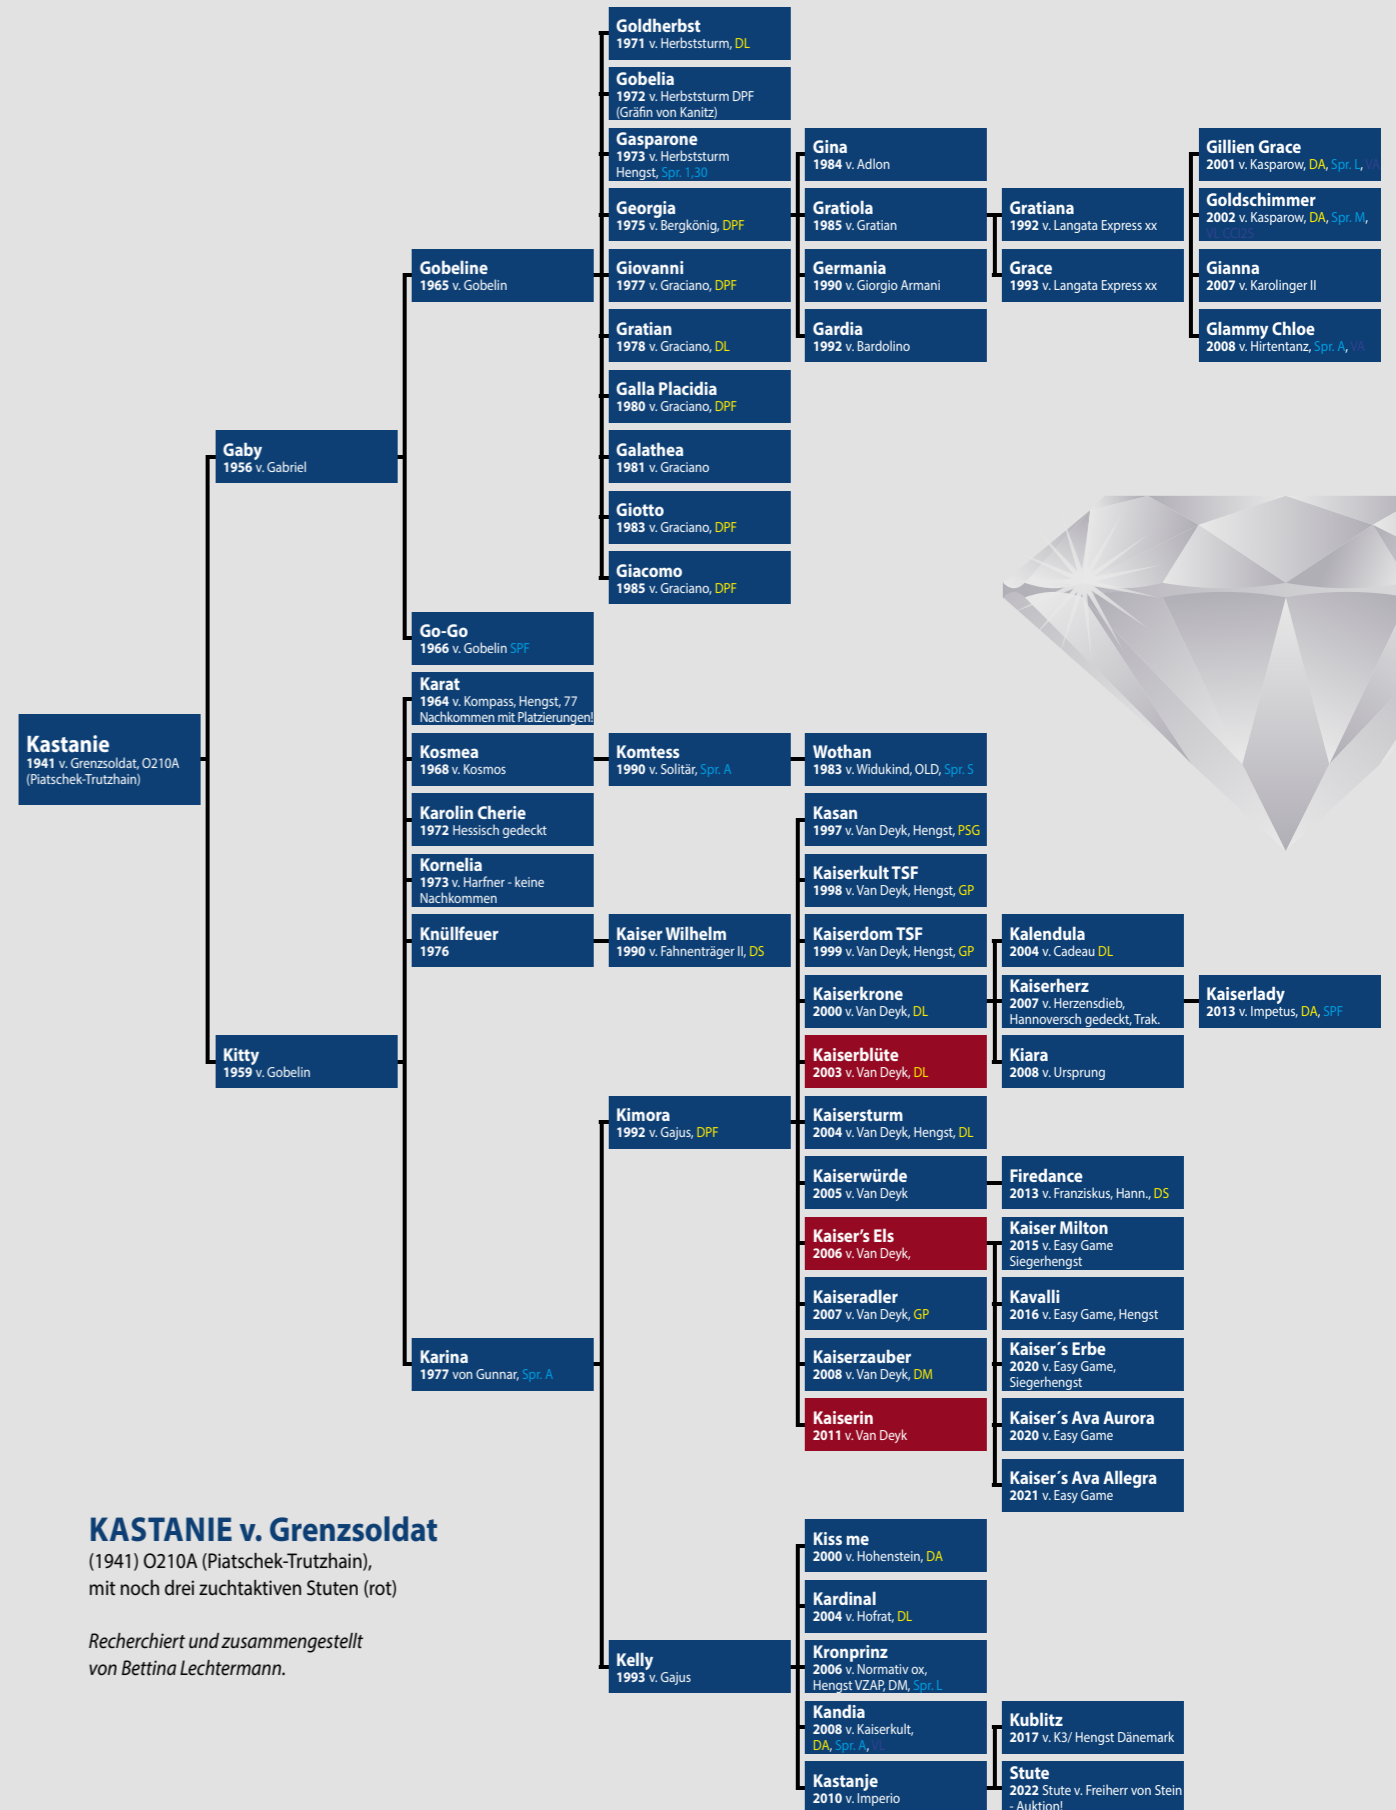 Goldherbst
1971 v. Herbststurm, DL
Gobelia
1972 v. Herbststurm DPF
(Gräfin von Kanitz)
Gasparone
1973 v. Herbststurm
Hengst, Spr. 1,30
Georgia
1975 v. Bergkönig, DPF
Giovanni
1977 v. Graciano, DPF
Gratian
1978 v. Graciano, DL
Galla Placidia
1980 v. Graciano, DPF
Galathea
1981 v. Graciano
Giotto
1983 v. Graciano, DPF
Giacomo
1985 v. Graciano, DPF
Gina
1984 v. Adlon
Gratiola
1985 v. Gratian
Germania
1990 v. Giorgio Armani
Gardia
1992 v. Bardolino
Gratiana
1992 v. Langata Express xx
Grace
1993 v. Langata Express xx
Gillien Grace
2001 v. Kasparow, DA, Spr. L, VA
Goldschimmer
2002 v. Kasparow, DA, Spr. M,
VL CCI2S
Gianna
2007 v. Karolinger II
Glammy Chloe
2008 v. Hirtentanz, Spr. A, VA
Gobeline
1965 v. Gobelin
Gaby
1956 v. Gabriel
Go-Go
1966 v. Gobelin SPF
Karat
1964 v. Kompass, Hengst, 77
Nachkommen mit Platzierungen!
Kastanie
1941 v. Grenzsoldat, O210A
(Piatschek-Trutzhain)
Kosmea
1968 v. Kosmos
Komtess
1990 v. Solitär, Spr. A
Wothan
1983 v. Widukind, OLD, Spr. S
Karolin Cherie
1972 Hessisch gedeckt
Kornelia
1973 v. Harfner - keine
Nachkommen
Knüllfeuer
1976
Kaiser Wilhelm
1990 v. Fahnenträger II, DS
Kitty
1959 v. Gobelin
Karina
1977 von Gunnar, Spr. A
Kimora
1992 v. Gajus, DPF
Kasan
1997 v. Van Deyk, Hengst, PSG
Kaiserkult TSF
1998 v. Van Deyk, Hengst, GP
Kaiserdom TSF
1999 v. Van Deyk, Hengst, GP
Kaiserkrone
2000 v. Van Deyk, DL
Kaiserblüte
2003 v. Van Deyk, DL
Kaisersturm
2004 v. Van Deyk, Hengst, DL
Kaiserwürde
2005 v. Van Deyk
Kaiser’s Els
2006 v. Van Deyk,
Kaiseradler
2007 v. Van Deyk, GP
Kaiserzauber
2008 v. Van Deyk, DM
Kaiserin
2011 v. Van Deyk
Kalendula
2004 v. Cadeau DL
Kaiserherz
2007 v. Herzensdieb,
Hannoversch gedeckt, Trak.
Kiara
2008 v. Ursprung
Kaiserlady
2013 v. Impetus, DA, SPF
Firedance
2013 v. Franziskus, Hann., DS
Kaiser Milton
2015 v. Easy Game
Siegerhengst
Kavalli
2016 v. Easy Game, Hengst
Kaiser´s Erbe
2020 v. Easy Game,
Siegerhengst
Kaiser´s Ava Aurora
2020 v. Easy Game
Kaiser´s Ava Allegra
2021 v. Easy Game
Kelly
1993 v. Gajus
Kiss me
2000 v. Hohenstein, DA
Kardinal
2004 v. Hofrat, DL
Kronprinz
2006 v. Normativ ox,
Hengst VZAP, DM, Spr. L
Kandia
2008 v. Kaiserkult,
DA, Spr. A, VL
Kastanje
2010 v. Imperio
Kublitz
2017 v. K3/ Hengst Dänemark
Stute
2022 Stute v. Freiherr von Stein
- Auktion!
KASTANIE v. Grenzsoldat
(1941) O210A (Piatschek-Trutzhain),
mit noch drei zuchtaktiven Stuten (rot)
Recherchiert und zusammengestellt
von Bettina Lechtermann.